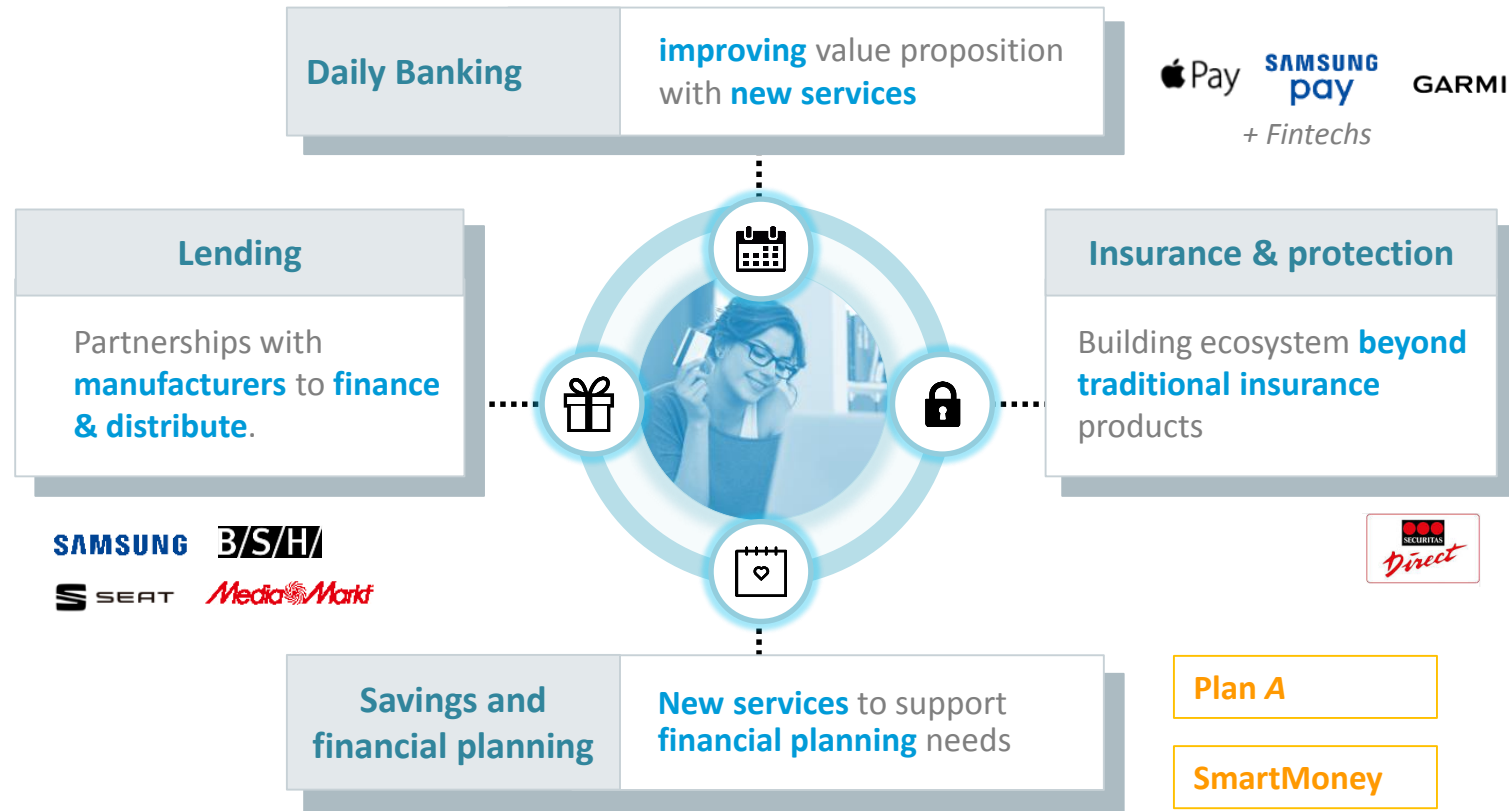 Daily Banking
improving value proposition
with new services
Pay
SAMSUNG
pay
GARMI
+ Fintechs
Lending
Partnerships with
manufacturers to finance
& distribute.
Insurance & protection
Building ecosystem beyond
traditional insurance
products
SAMSUNG
B/S/H/
SEAT
Media Markt
SECURITAS
Direct
Savings and
financial planning
New services to support
financial planning needs
Plan A
SmartMoney